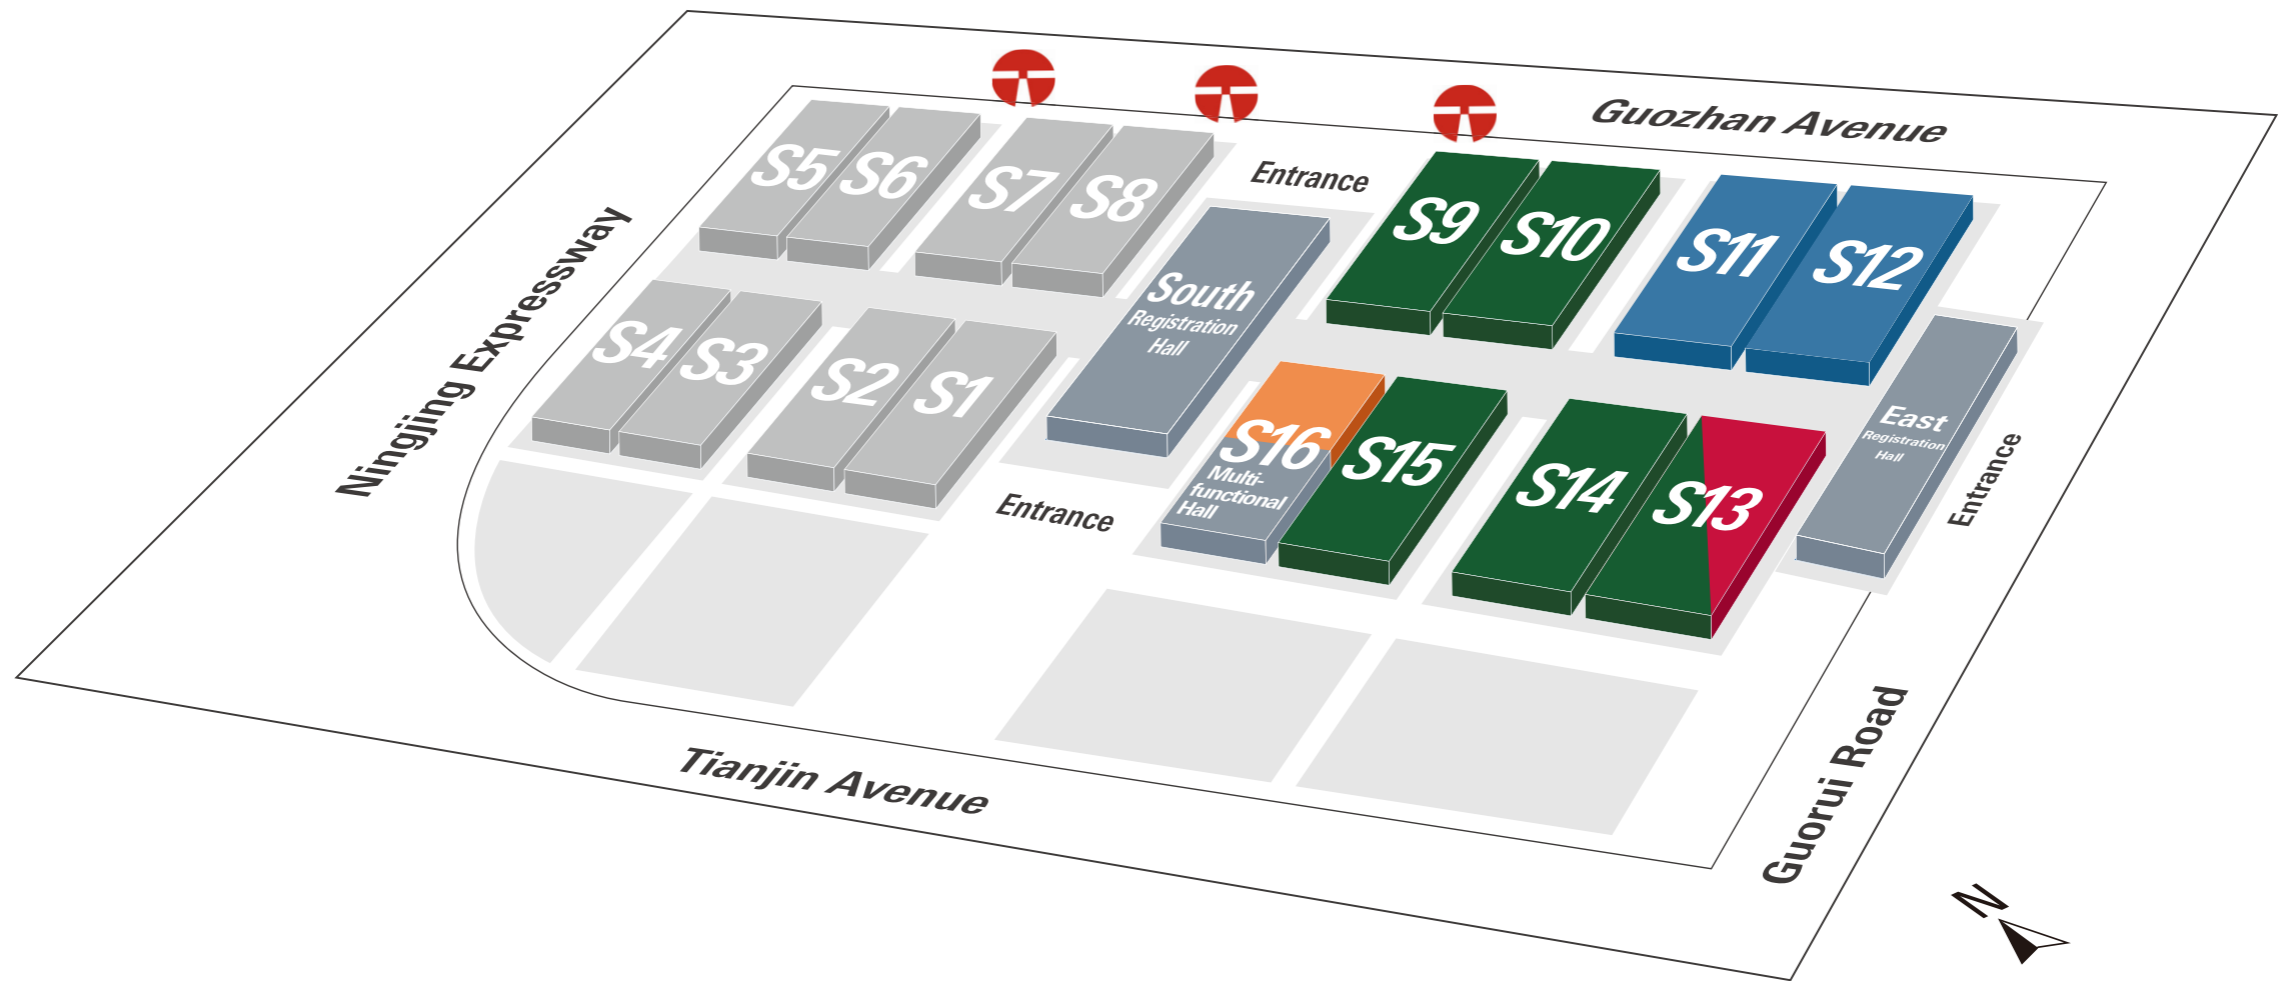 Guozhan Avenue
S5
S6
S7
S8
Entrance
S9
S10
S11
S12
Ningjing Expressway
South
Registration
Hall
S4
S3
S2
S1
S16
Multi-
functional
Hall
S15
S14
S13
East
Registration
Hall
Entrance
Entrance
Tianjin Avenue
Guorui Road
N